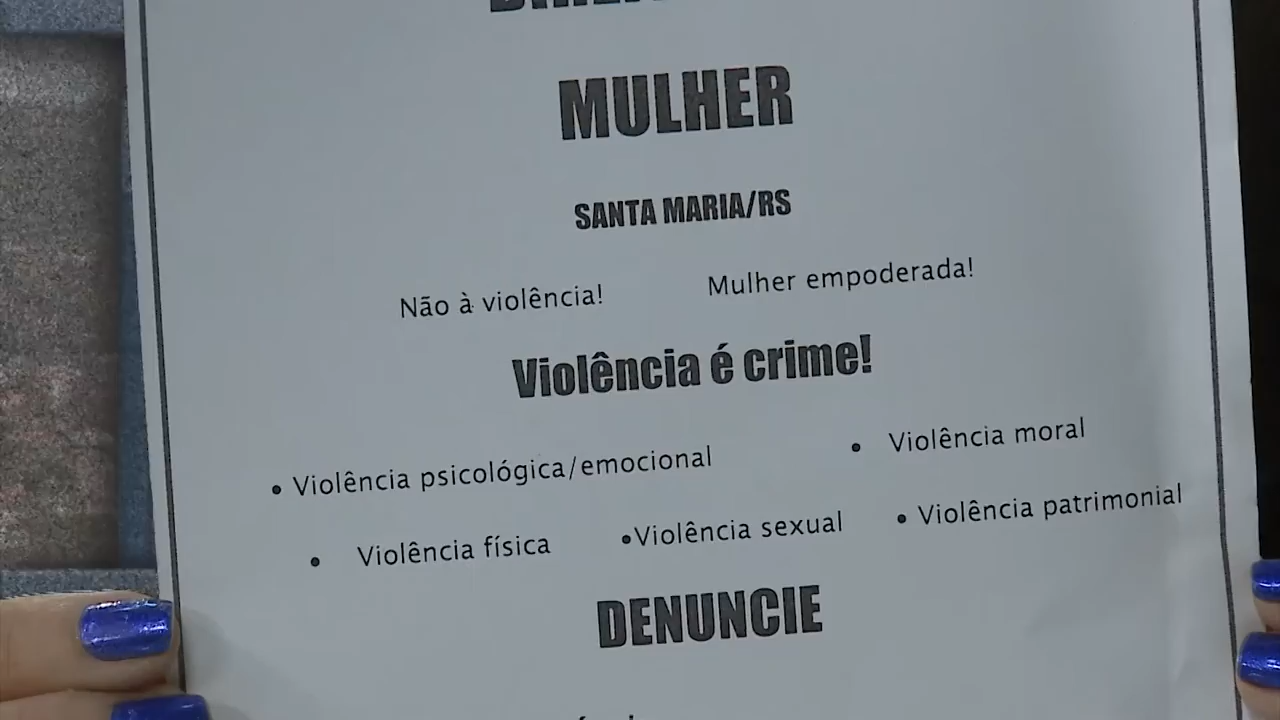 MULHER
SANTA MARIA/RS
Não à violência! Mulher empoderada!
Violência é crime!
• Violência psicológica/emocional • Violência moral
• Violência física •Violência sexual • Violência patrimonial
DENUNCIE